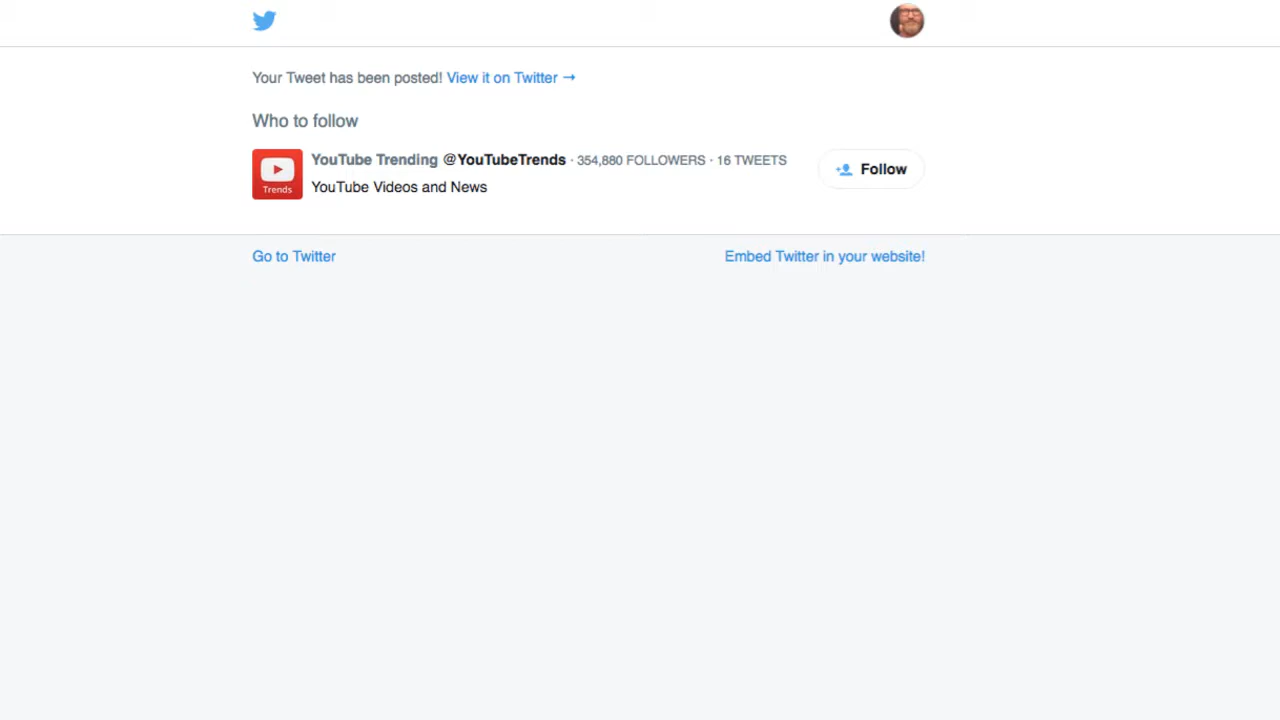 Your Tweet has been posted! View it on Twitter →
Who to follow
YouTube Trending @YouTubeTrends · 354,880 FOLLOWERS · 16 TWEETS
YouTube Videos and News
Trends
Follow
Go to Twitter
Embed Twitter in your website!